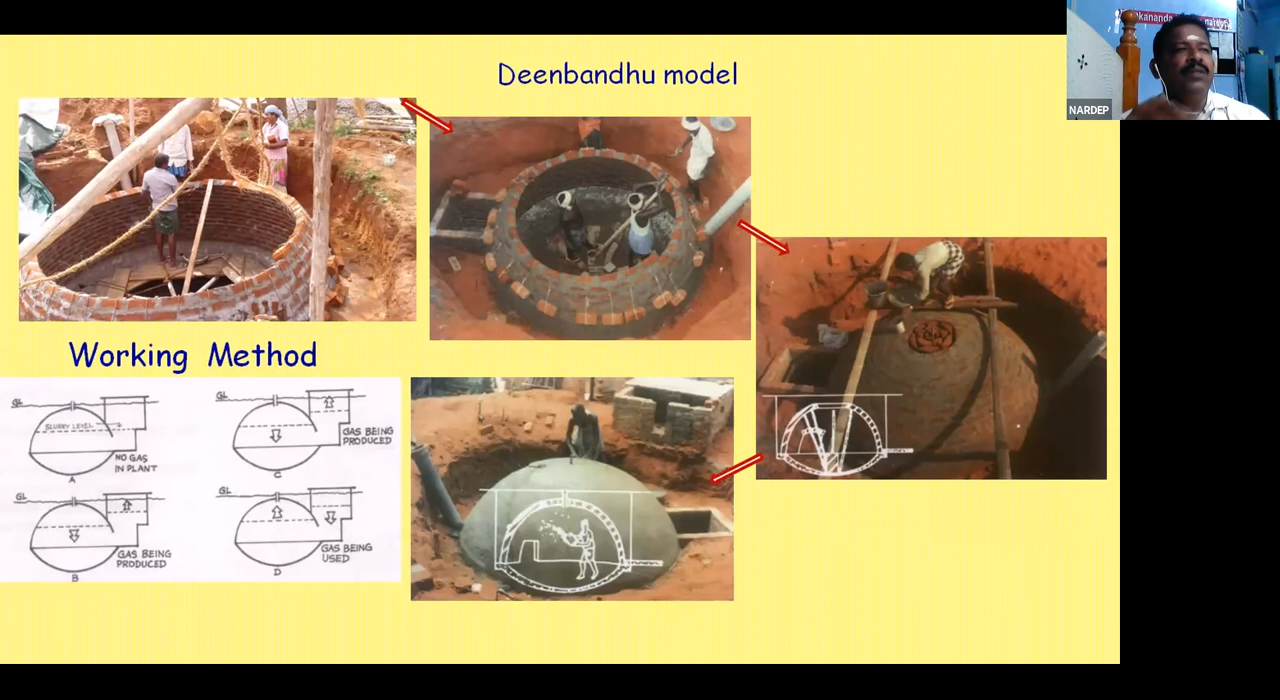 Deenbandhu model
NARDEP
Working Method
GL
SLURRY LEVEL
NO GAS
IN PLANT
A
GL
GAS BEING
PRODUCED
C
GL
GAS BEING
PRODUCED
B
GL
GAS BEING
USED
D